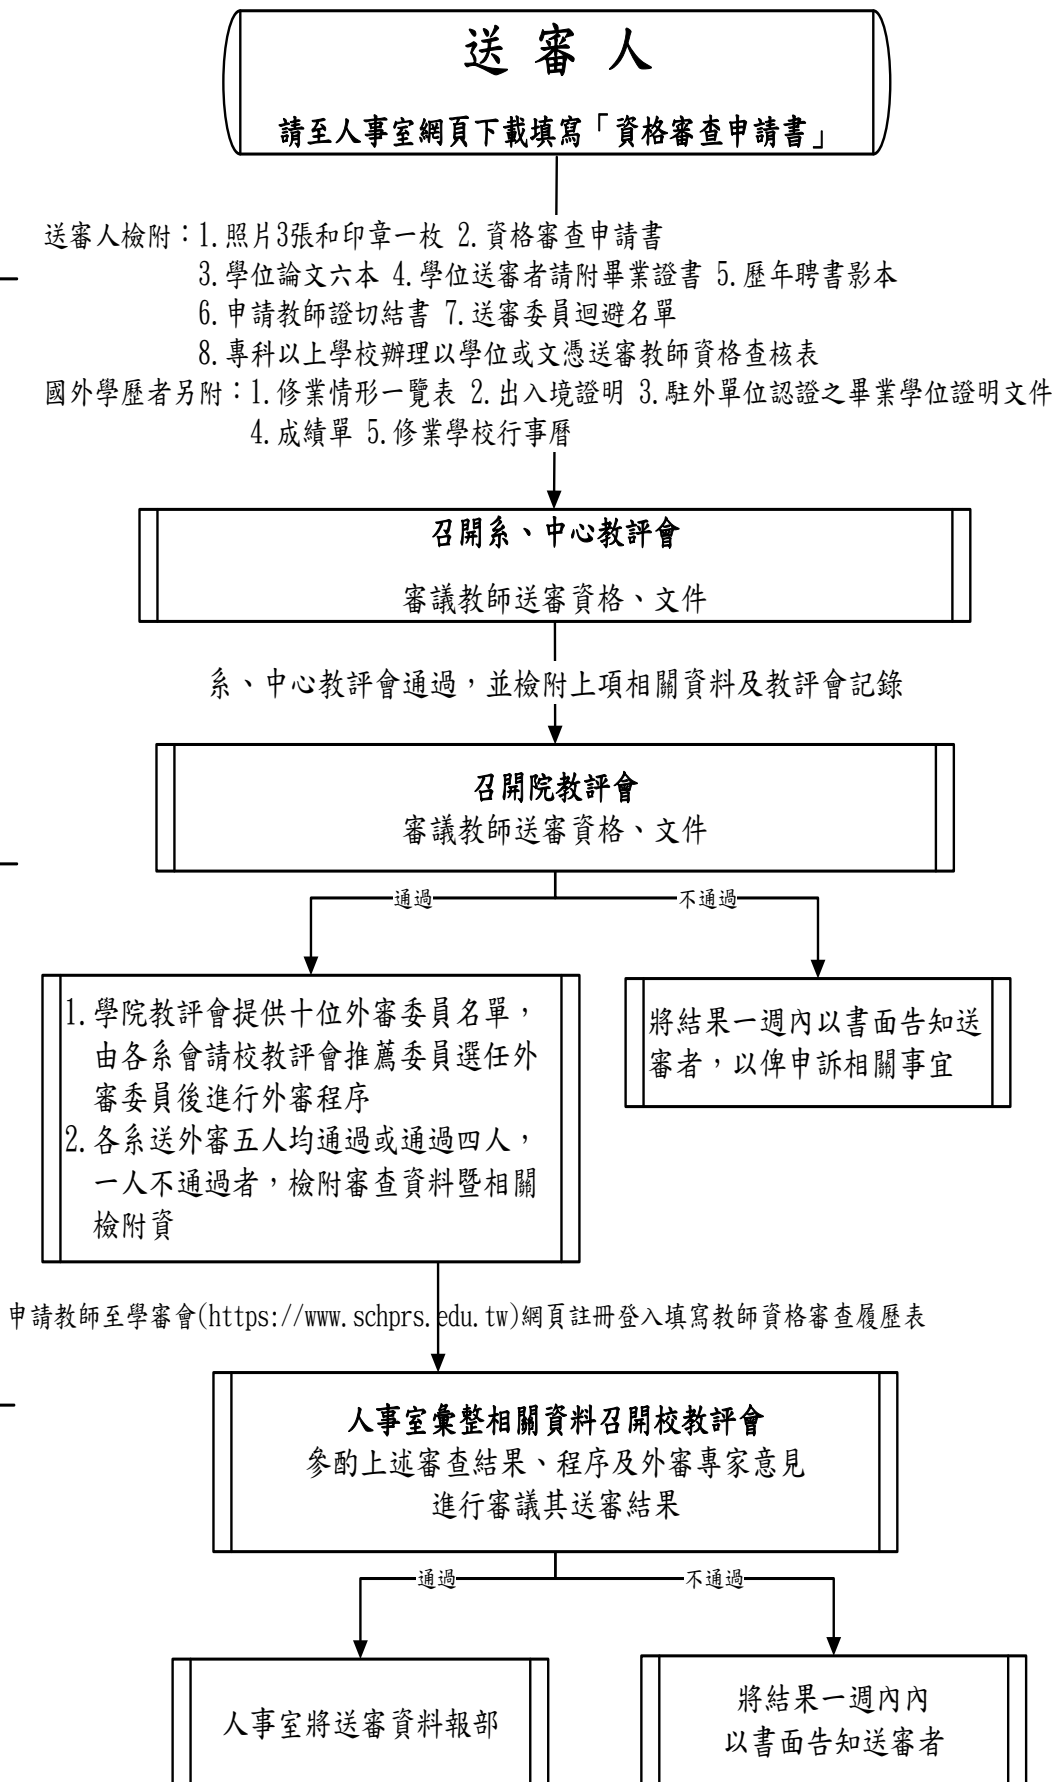 送審人
請至人事室網頁下載填寫「資格審查申請書」
送審人檢附：1.照片3張和印章一枚 2.資格審查申請書
3.學位論文六本 4.學位送審者請附畢業證書 5.歷年聘書影本
6.申請教師證切結書 7.送審委員迴避名單
8.專科以上學校辦理以學位或文憑送審教師資格查核表
國外學歷者另附：1.修業情形一覽表 2.出入境證明 3.駐外單位認證之畢業學位證明文件
4.成績單 5.修業學校行事曆
召開系、中心教評會
審議教師送審資格、文件
系、中心教評會通過，並檢附上項相關資料及教評會記錄
召開院教評會
審議教師送審資格、文件
通過
不通過
1.學院教評會提供十位外審委員名單，
由各系會請校教評會推薦委員選任外
審委員後進行外審程序
2.各系送外審五人均通過或通過四人，
一人不通過者，檢附審查資料暨相關
檢附資
將結果一週內以書面告知送
審者，以俾申訴相關事宜
申請教師至學審會(https://www.schprs.edu.tw)網頁註冊登入填寫教師資格審查履歷表
人事室彙整相關資料召開校教評會
參酌上述審查結果、程序及外審專家意見
進行審議其送審結果
通過
不通過
人事室將送審資料報部
將結果一週內內
以書面告知送審者